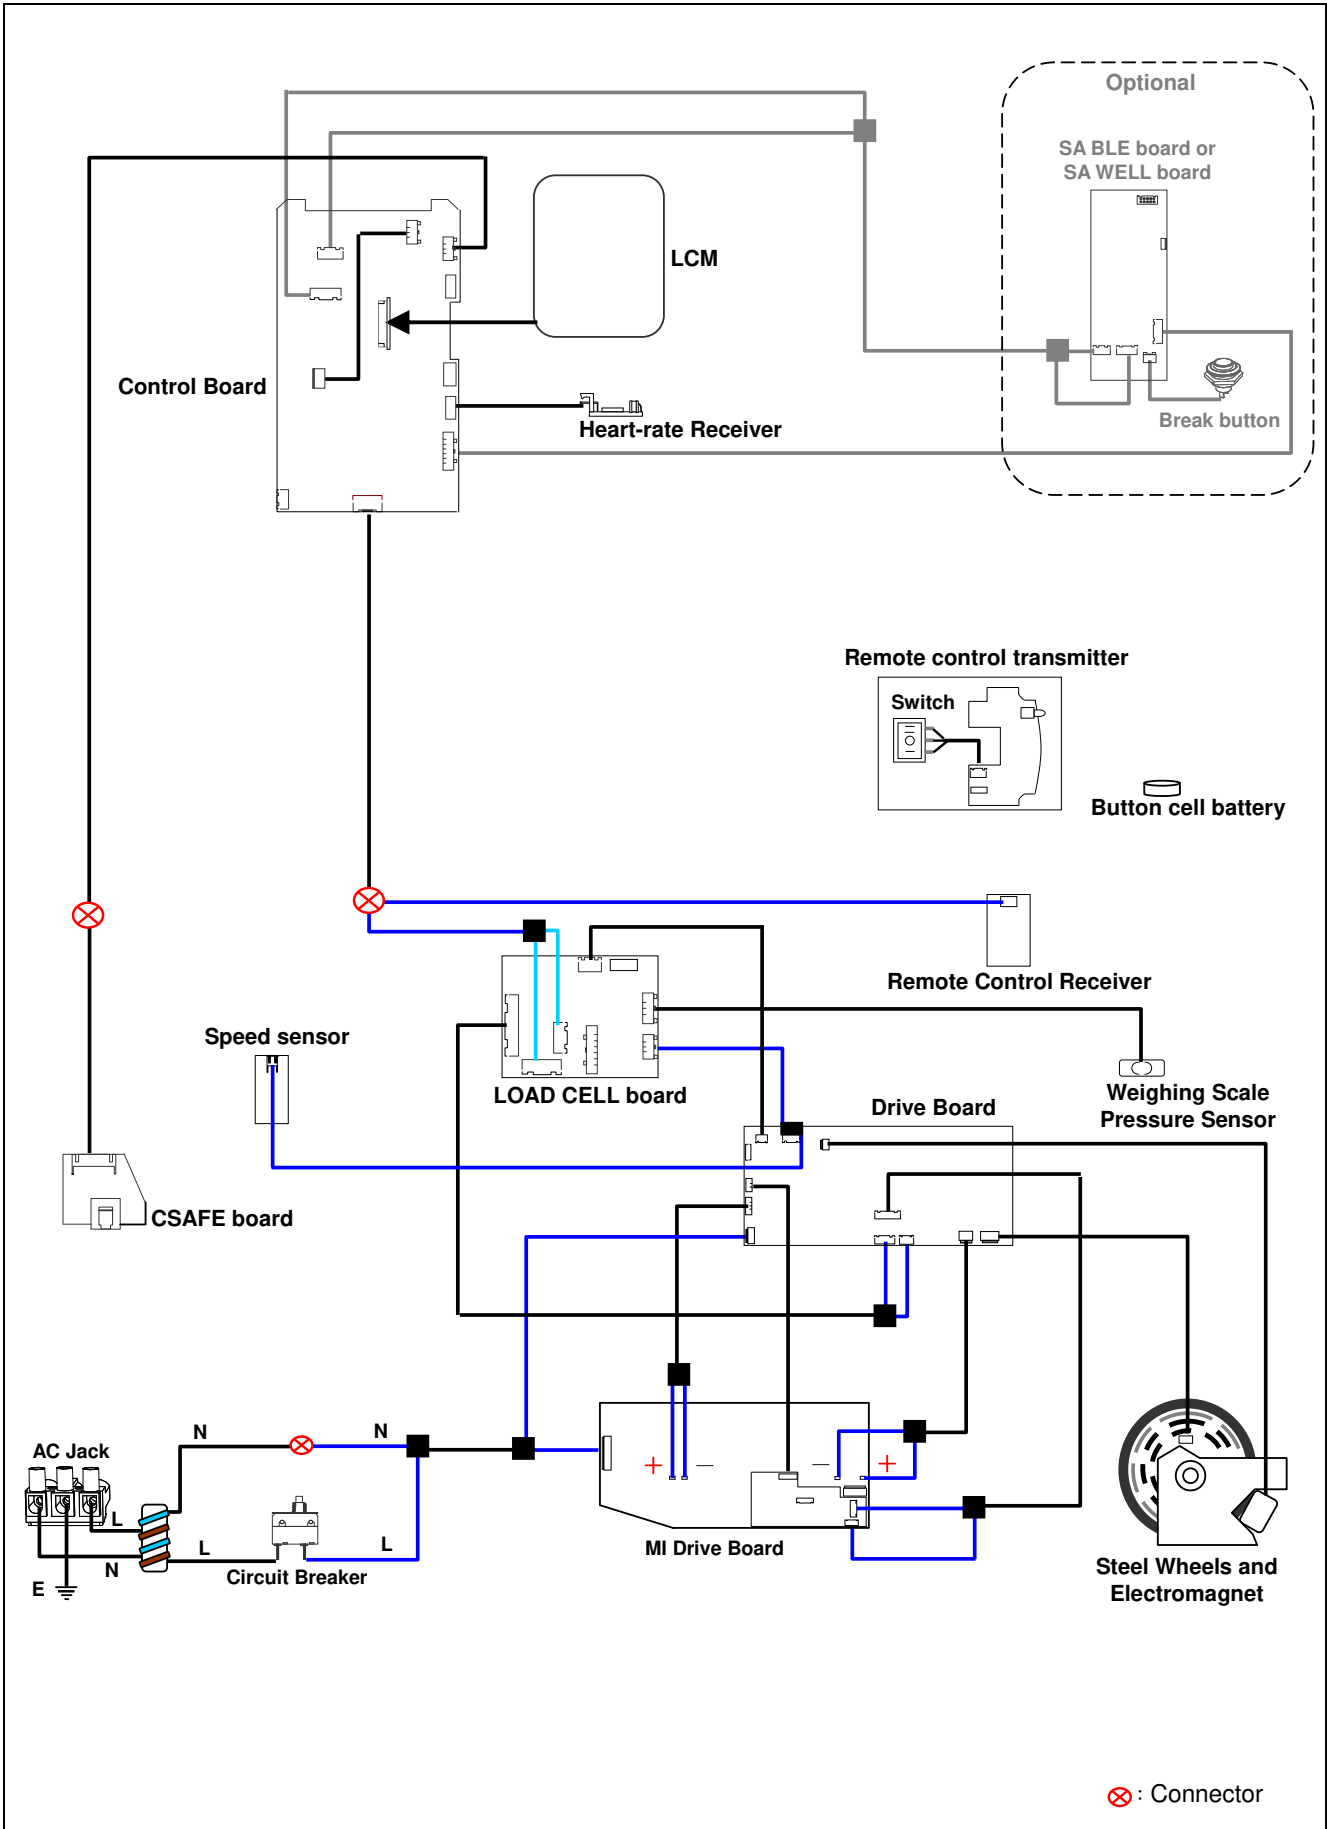 Optional
SA BLE board or
SA WELL board
LCM
Control Board
Break button
Heart-rate Receiver
Remote control transmitter
Switch
Button cell battery
Remote Control Receiver
Speed sensor
LOAD CELL board
Weighing Scale
Pressure Sensor
Drive Board
CSAFE board
N
N
AC Jack
+
−
−
+
L
L
L
N
E
Circuit Breaker
MI Drive Board
Steel Wheels and
Electromagnet
: Connector